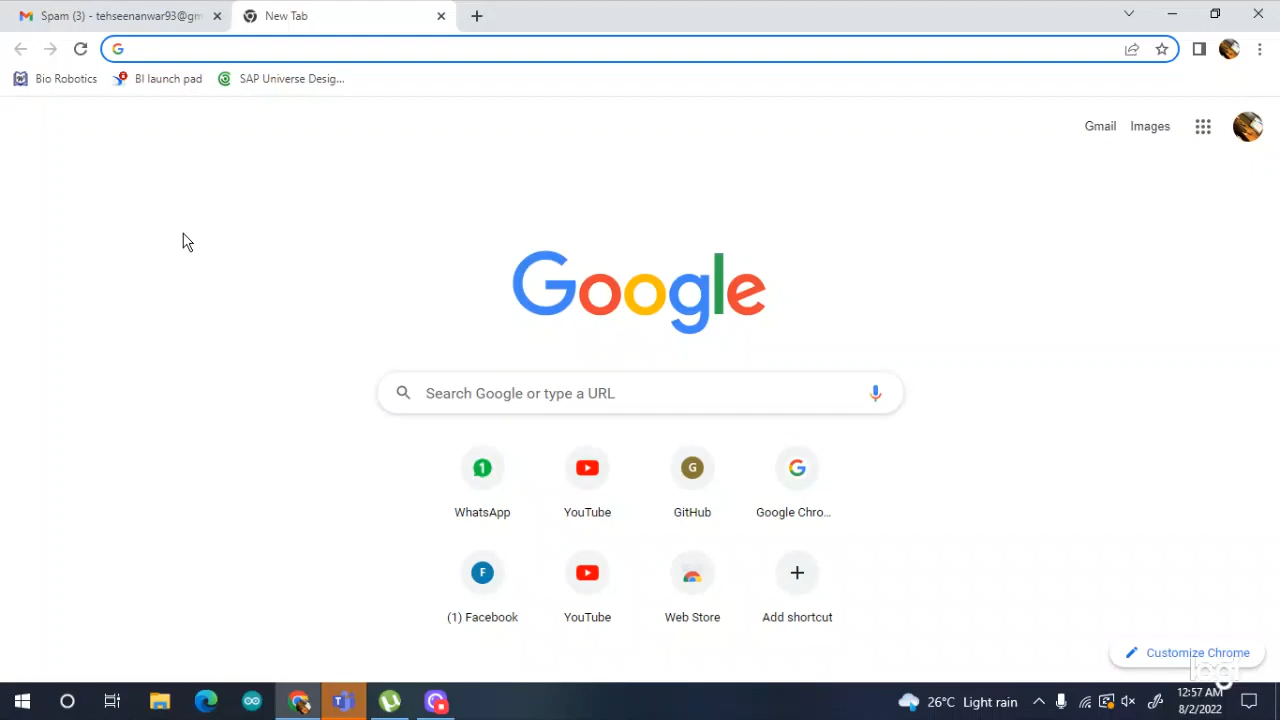 Spam (3) - tehseenanwar93@gm
New Tab
Bio Robotics
BI launch pad
SAP Universe Desig...
Gmail
Images
Google
Search Google or type a URL
1
G
WhatsApp
YouTube
GitHub
Google Chro...
F
(1) Facebook
YouTube
Web Store
Add shortcut
Customize Chrome
logi
26°C Light rain
12:57 AM
8/2/2022